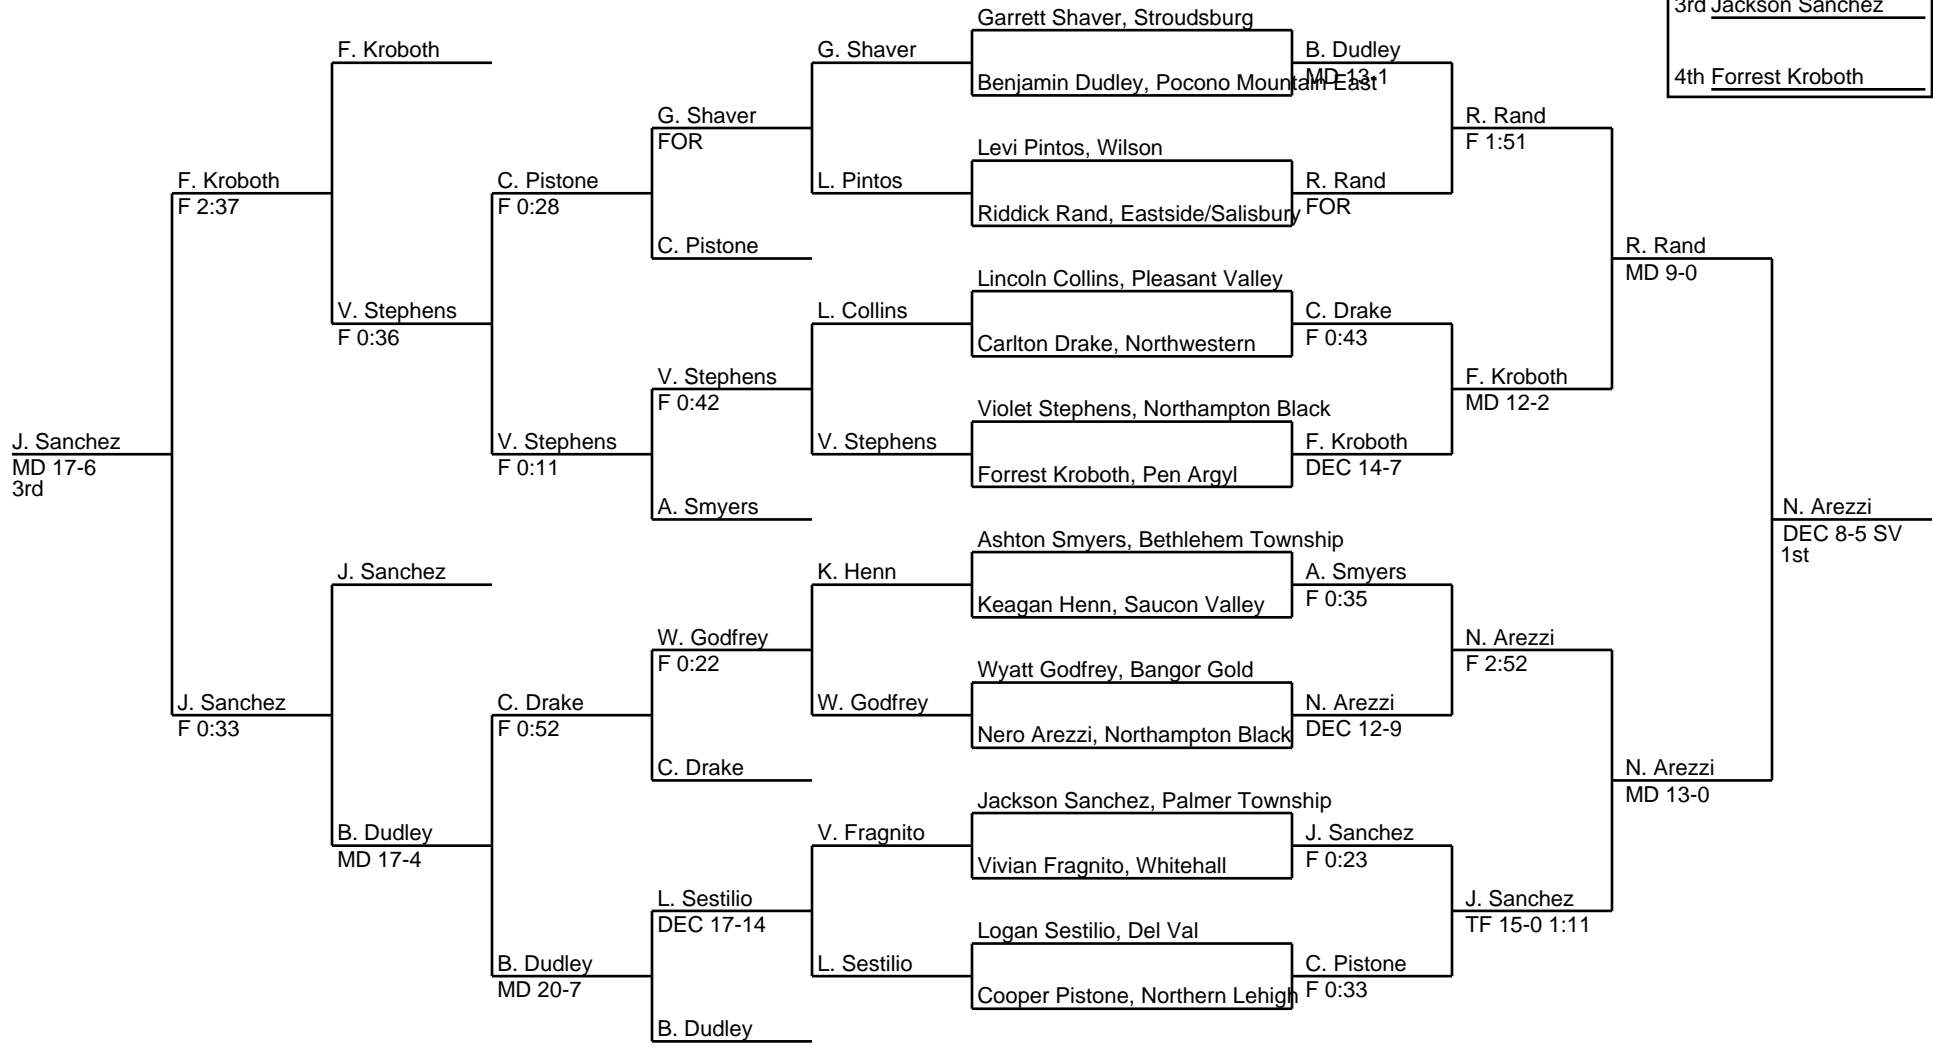 3rd Jackson Sanchez
4th Forrest Kroboth
J. Sanchez
MD 17-6
3rd
F. Kroboth
F 2:37
J. Sanchez
F 0:33
F. Kroboth
V. Stephens
F 0:36
J. Sanchez
B. Dudley
MD 17-4
C. Pistone
F 0:28
V. Stephens
F 0:11
C. Drake
F 0:52
B. Dudley
MD 20-7
G. Shaver
FOR
C. Pistone
V. Stephens
F 0:42
A. Smyers
W. Godfrey
F 0:22
C. Drake
L. Sestilio
DEC 17-14
B. Dudley
G. Shaver
L. Pintos
L. Collins
V. Stephens
K. Henn
W. Godfrey
V. Fragnito
L. Sestilio
Garrett Shaver, Stroudsburg
Benjamin Dudley, Pocono Mountain East
Levi Pintos, Wilson
Riddick Rand, Eastside/Salisbury
Lincoln Collins, Pleasant Valley
Carlton Drake, Northwestern
Violet Stephens, Northampton Black
Forrest Kroboth, Pen Argyl
Ashton Smyers, Bethlehem Township
Keagan Henn, Saucon Valley
Wyatt Godfrey, Bangor Gold
Nero Arezzi, Northampton Black
Jackson Sanchez, Palmer Township
Vivian Fragnito, Whitehall
Logan Sestilio, Del Val
Cooper Pistone, Northern Lehigh
B. Dudley
MD 13-1
R. Rand
FOR
C. Drake
F 0:43
F. Kroboth
DEC 14-7
A. Smyers
F 0:35
N. Arezzi
DEC 12-9
J. Sanchez
F 0:23
C. Pistone
F 0:33
R. Rand
F 1:51
F. Kroboth
MD 12-2
N. Arezzi
F 2:52
J. Sanchez
TF 15-0 1:11
R. Rand
MD 9-0
N. Arezzi
MD 13-0
N. Arezzi
DEC 8-5 SV
1st